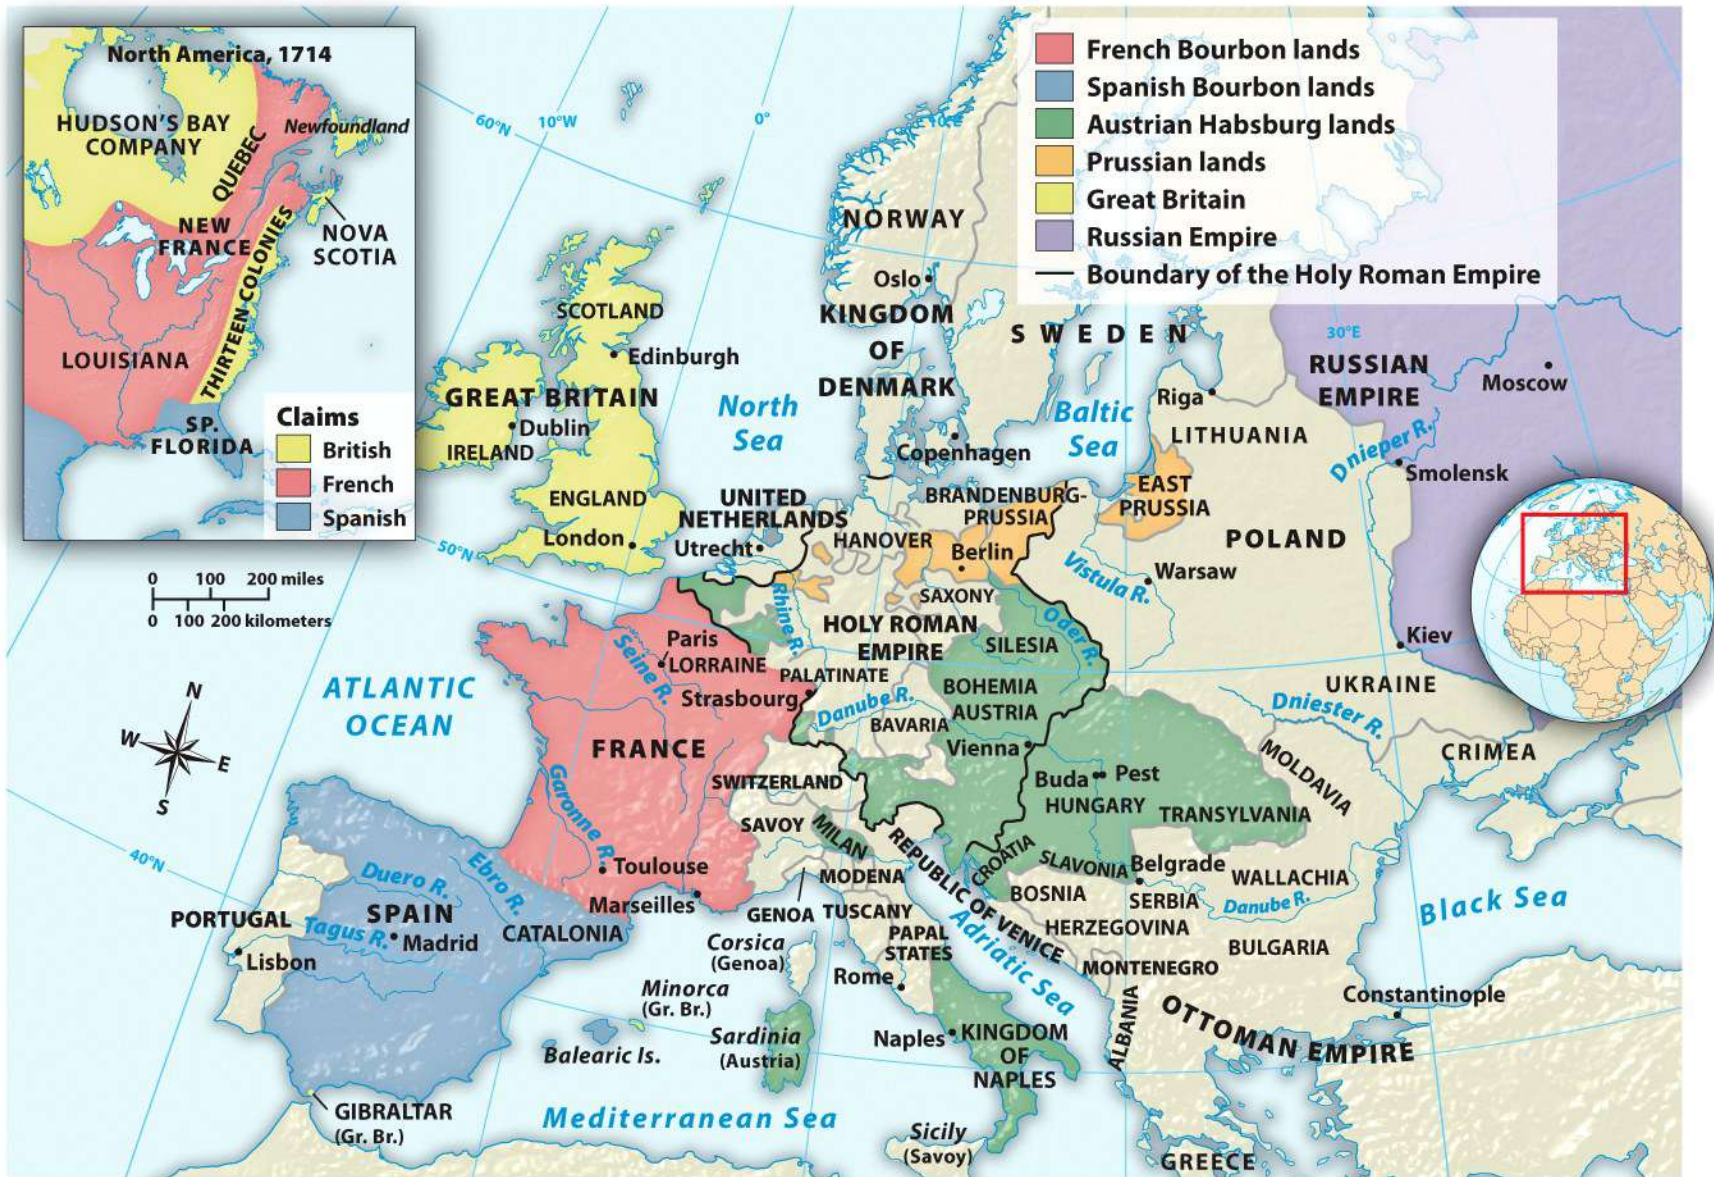 North America, 1714
HUDSON'S BAY
COMPANY
QUEBEC
Newfoundland
NEW
FRANCE
NOVA
SCOTIA
THIRTEEN COLONIES
LOUISIANA
SP.
FLORIDA
Claims
British
French
Spanish
French Bourbon lands
Spanish Bourbon lands
Austrian Habsburg lands
Prussian lands
Great Britain
Russian Empire
Boundary of the Holy Roman Empire
60°N
10°W
0°
10°E
30°E
50°N
40°N
0 100 200 miles
0 100 200 kilometers
N
W
E
S
NORWAY
Oslo
KINGDOM
OF
DENMARK
SWEDEN
RUSSIAN
EMPIRE
Moscow
SCOTLAND
Edinburgh
GREAT BRITAIN
Dublin
IRELAND
ENGLAND
London
North
Sea
Baltic
Sea
Copenhagen
Riga
LITHUANIA
Dnieper R.
Smolensk
UNITED
NETHERLANDS
Utrecht
HANOVER
BRANDENBURG-
PRUSSIA
Berlin
EAST
PRUSSIA
POLAND
Vistula R.
Warsaw
SAXONY
Rhine R.
HOLY ROMAN
EMPIRE
Oder R.
SILESIA
Kiev
UKRAINE
ATLANTIC
OCEAN
Paris
Seine R.
LORRAINE
Strasbourg
PALATINATE
Danube R.
BAVARIA
BOHEMIA
AUSTRIA
Vienna
Dniester R.
CRIMEA
MOLDAVIA
FRANCE
Garonne R.
SWITZERLAND
SAVOY
MILAN
Buda
Pest
HUNGARY
TRANSYLVANIA
Toulouse
Marseilles
MODENA
GENOA
TUSCANY
REPUBLIC OF VENICE
CROATIA
SLAVONIA
Belgrade
BOSNIA
SERBIA
WALLACHIA
Danube R.
HERZEGOVINA
BULGARIA
Black Sea
Duero R.
Ebro R.
PORTUGAL
SPAIN
Tagus R.
Madrid
CATALONIA
Lisbon
Corsica
(Genoa)
PAPAL
STATES
Rome
Adriatic Sea
MONTENEGRO
ALBANIA
Constantinople
OTTOMAN EMPIRE
Minorca
(Gr. Br.)
Balearic Is.
Sardinia
(Austria)
Naples
KINGDOM
OF
NAPLES
GIBRALTAR
(Gr. Br.)
Mediterranean Sea
Sicily
(Savoy)
GREECE